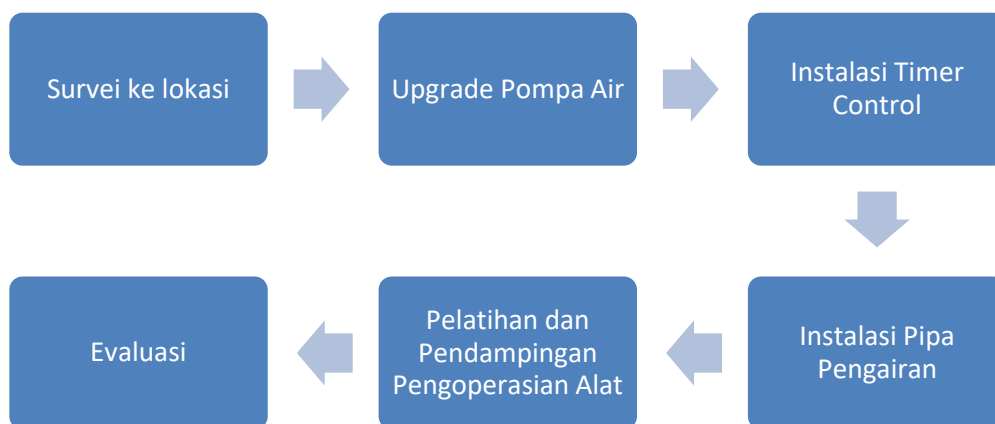 Survei ke lokasi
Upgrade Pompa Air
Instalasi Timer
Control
Instalasi Pipa
Pengairan
Pelatihan dan
Pendampingan
Pengoperasian Alat
Evaluasi